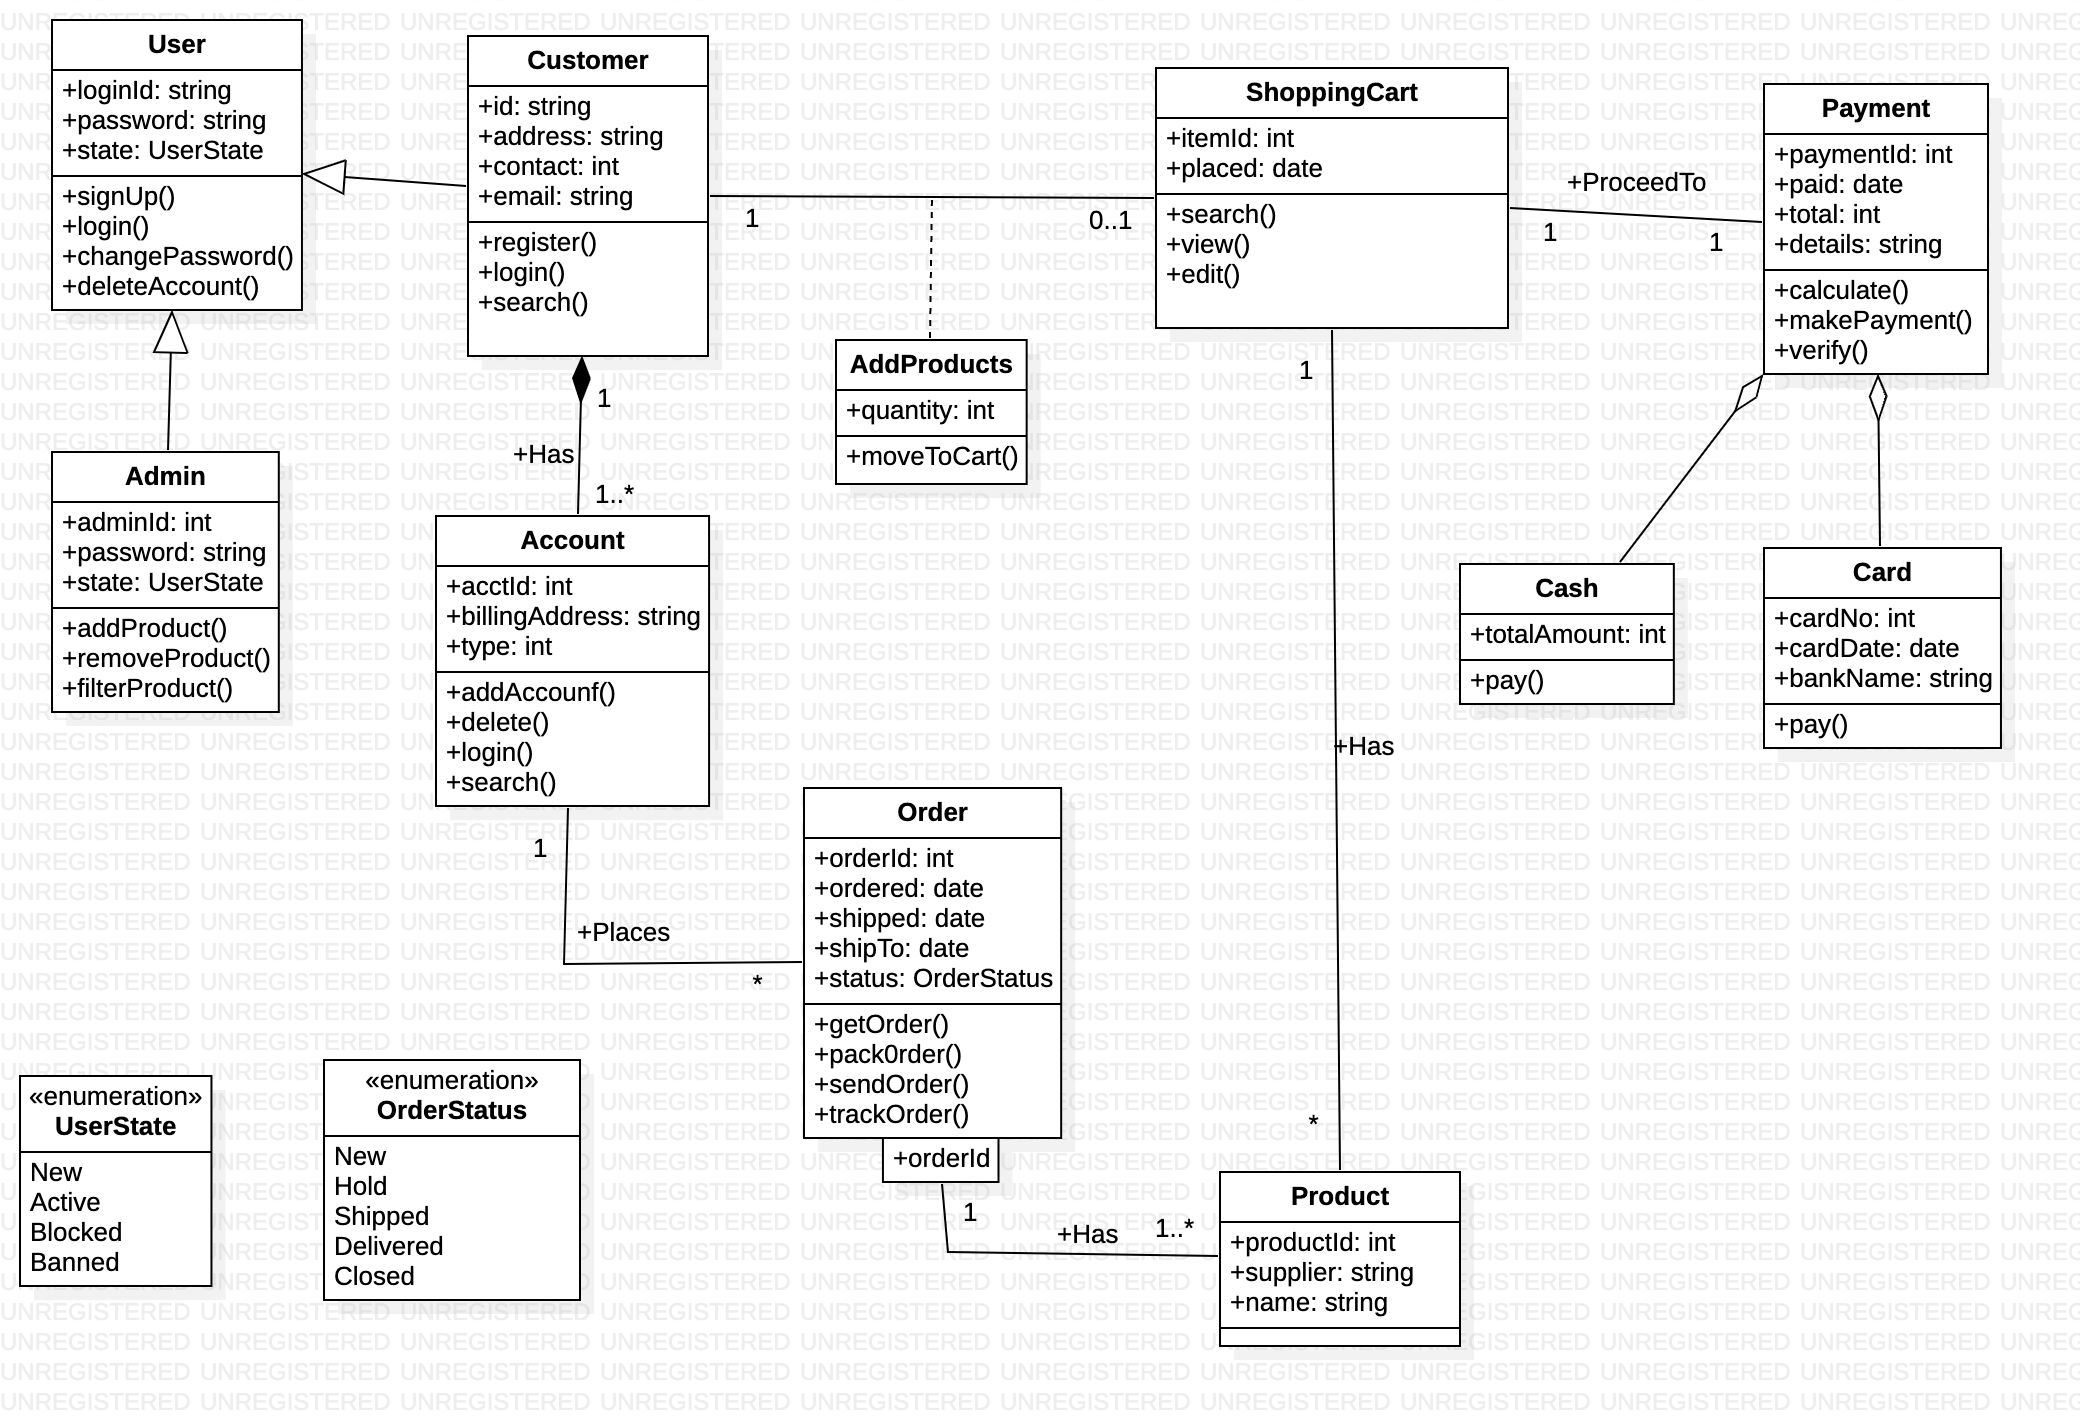 User
+loginId: string
+password: string
+state: UserState
+signUp()
+login()
+changePassword()
+deleteAccount()
Customer
+id: string
+address: string
+contact: int
+email: string
+register()
+login()
+search()
1
0..1
ShoppingCart
+itemId: int
+placed: date
+search()
+view()
+edit()
+ProceedTo
1
1
Payment
+paymentId: int
+paid: date
+total: int
+details: string
+calculate()
+makePayment()
+verify()
AddProducts
+quantity: int
+moveToCart()
1
+Has
1..*
Admin
+adminId: int
+password: string
+state: UserState
+addProduct()
+removeProduct()
+filterProduct()
Account
+acctId: int
+billingAddress: string
+type: int
+addAccounf()
+delete()
+login()
+search()
1
+Has
*
Cash
+totalAmount: int
+pay()
Card
+cardNo: int
+cardDate: date
+bankName: string
+pay()
1
+Places
*
Order
+orderId: int
+ordered: date
+shipped: date
+shipTo: date
+status: OrderStatus
+getOrder()
+pack0rder()
+sendOrder()
+trackOrder()
+orderId
1
+Has
1..*
«enumeration»
UserState
New
Active
Blocked
Banned
«enumeration»
OrderStatus
New
Hold
Shipped
Delivered
Closed
Product
+productId: int
+supplier: string
+name: string
UNREGISTERED